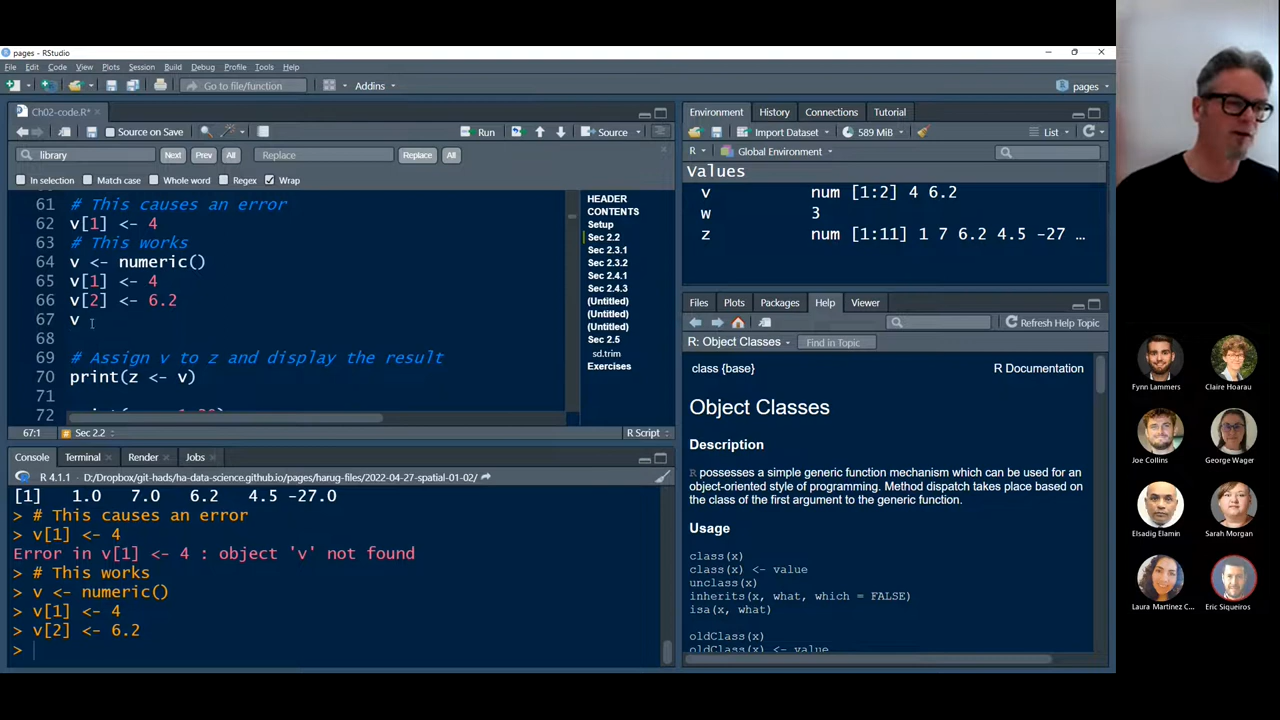 pages - RStudio
File Edit Code View Plots Session Build Debug Profile Tools Help
Go to file/function Addins pages
Ch02-code.R*
Source on Save Run Source
library Next Prev All Replace Replace All
In selection Match case Whole word Regex Wrap
61 # This causes an error
62 v[1] <- 4
63 # This works
64 v <- numeric()
65 v[1] <- 4
66 v[2] <- 6.2
67 v
68
69 # Assign v to z and display the result
70 print(z <- v)
71
72
HEADER
CONTENTS
Setup
Sec 2.2
Sec 2.3.1
Sec 2.3.2
Sec 2.4.1
Sec 2.4.3
(Untitled)
(Untitled)
(Untitled)
Sec 2.5
sd.trim
Exercises
67:1 Sec 2.2 R Script
Console Terminal Render Jobs
R 4.1.1 · D:/Dropbox/git-hads/ha-data-science.github.io/pages/harug-files/2022-04-27-spatial-01-02/
[1] 1.0 7.0 6.2 4.5 -27.0
> # This causes an error
> v[1] <- 4
Error in v[1] <- 4 : object 'v' not found
> # This works
> v <- numeric()
> v[1] <- 4
> v[2] <- 6.2
>
Environment History Connections Tutorial
Import Dataset 589 MiB List
R Global Environment
Values
v num [1:2] 4 6.2
w 3
z num [1:11] 1 7 6.2 4.5 -27 …
Files Plots Packages Help Viewer
Refresh Help Topic
R: Object Classes Find in Topic
class {base} R Documentation
Object Classes
Description
R possesses a simple generic function mechanism which can be used for an
object-oriented style of programming. Method dispatch takes place based on
the class of the first argument to the generic function.
Usage
class(x)
class(x) <- value
unclass(x)
inherits(x, what, which = FALSE)
isa(x, what)
oldClass(x)
oldClass(x) <- value
Fynn Lammers Claire Hoarau
Joe Collins George Wager
Elsadig Elamin Sarah Morgan
Laura Martinez C... Eric Siqueiros